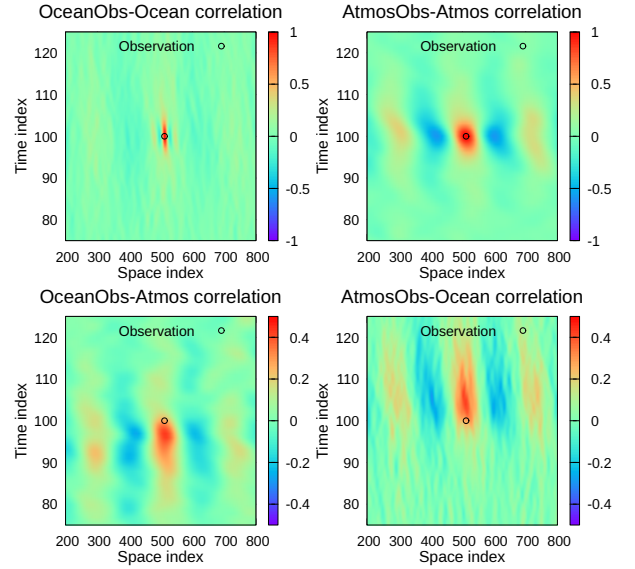 OceanObs-Ocean correlation
Observation
120
110
100
90
80
Time index
200 300 400 500 600 700 800
Space index
1
0.5
0
-0.5
-1
AtmosObs-Atmos correlation
Observation
120
110
100
90
80
Time index
200 300 400 500 600 700 800
Space index
1
0.5
0
-0.5
-1
OceanObs-Atmos correlation
Observation
120
110
100
90
80
Time index
200 300 400 500 600 700 800
Space index
0.4
0.2
0
-0.2
-0.4
AtmosObs-Ocean correlation
Observation
120
110
100
90
80
Time index
200 300 400 500 600 700 800
Space index
0.4
0.2
0
-0.2
-0.4